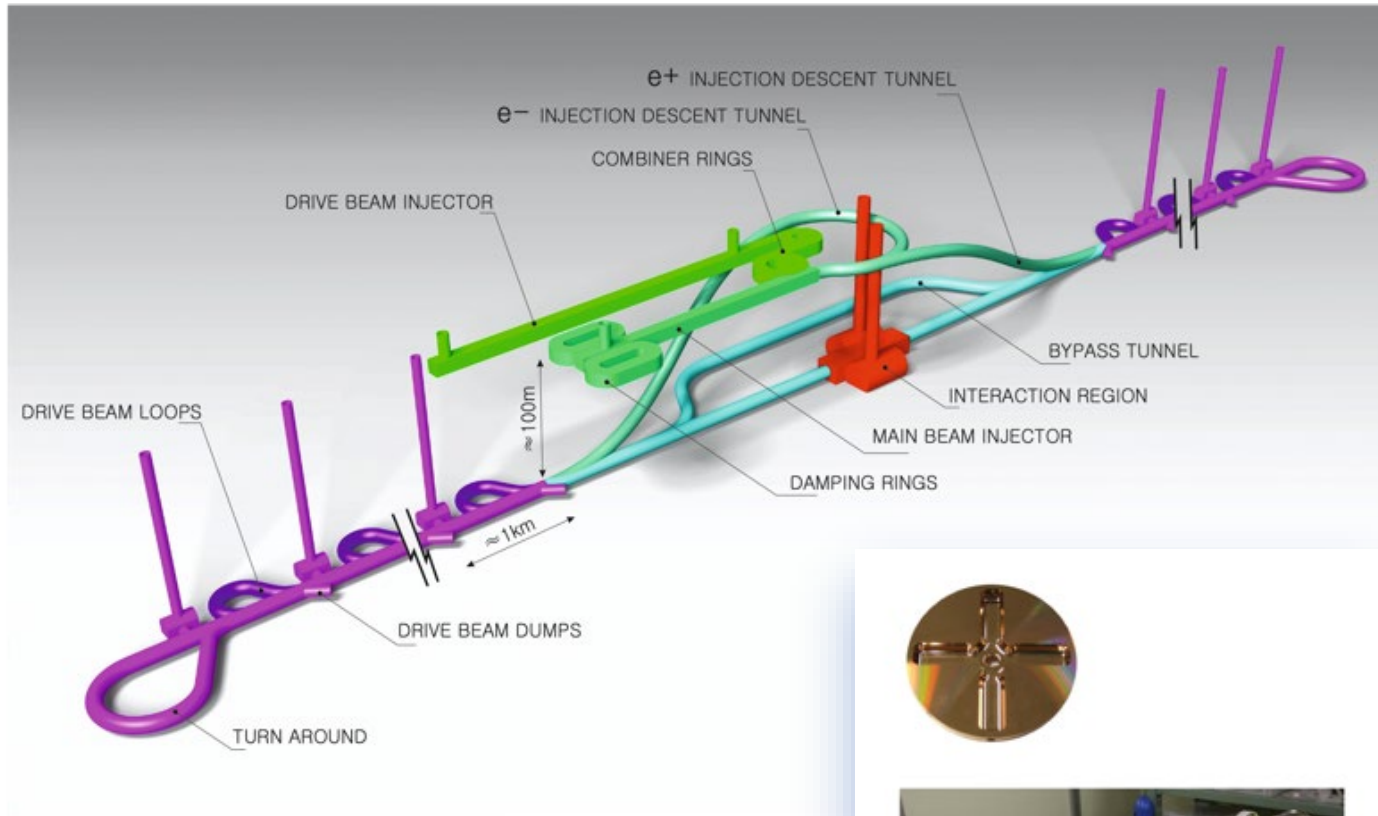 e+ INJECTION DESCENT TUNNEL
e- INJECTION DESCENT TUNNEL
COMBINER RINGS
DRIVE BEAM INJECTOR
BYPASS TUNNEL
INTERACTION REGION
DRIVE BEAM LOOPS
≈100m
MAIN BEAM INJECTOR
DAMPING RINGS
≈1km
DRIVE BEAM DUMPS
TURN AROUND